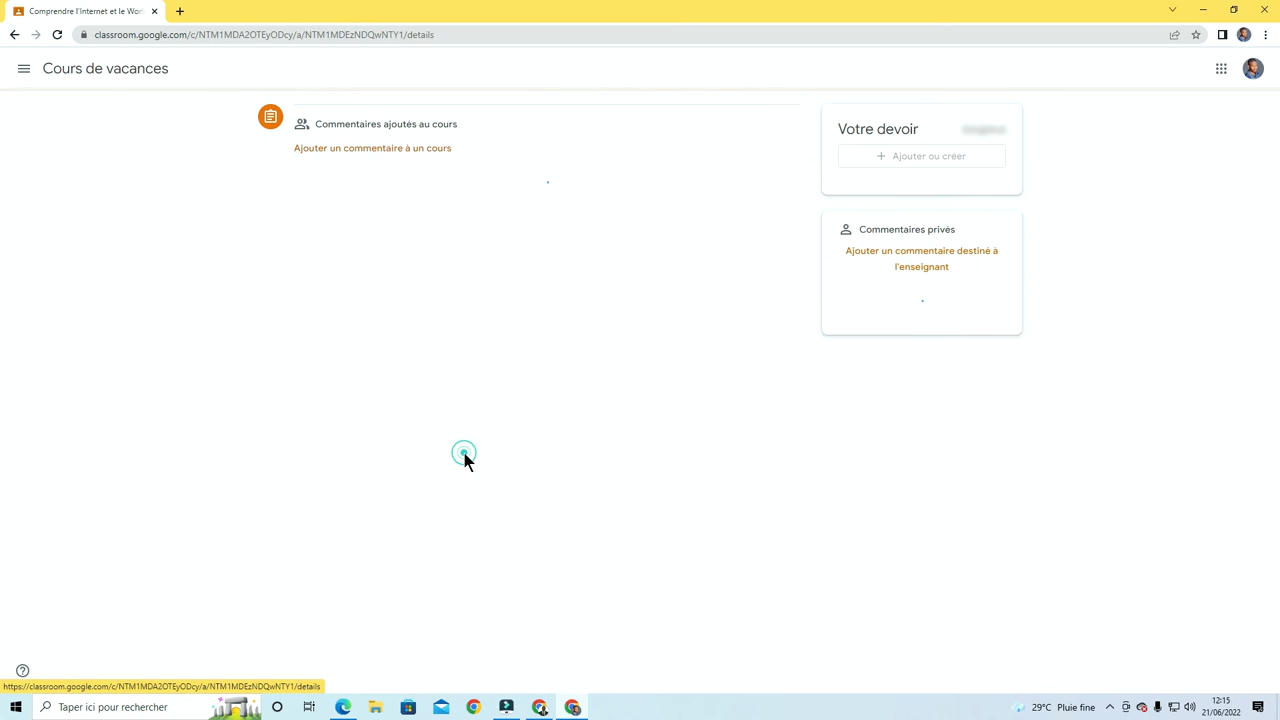 Comprendre l'Internet et le Wor
classroom.google.com/c/NTM1MDA2OTEyODcy/a/NTM1MDEzNDQwNTY1/details
Cours de vacances
Commentaires ajoutés au cours
Ajouter un commentaire à un cours
Votre devoir
Ajouter ou créer
Commentaires privés
Ajouter un commentaire destiné à
l'enseignant
https://classroom.google.com/c/NTM1MDA2OTEyODcy/a/NTM1MDEzNDQwNTY1/details
Taper ici pour rechercher
29°C Pluie fine
12:15
21/06/2022